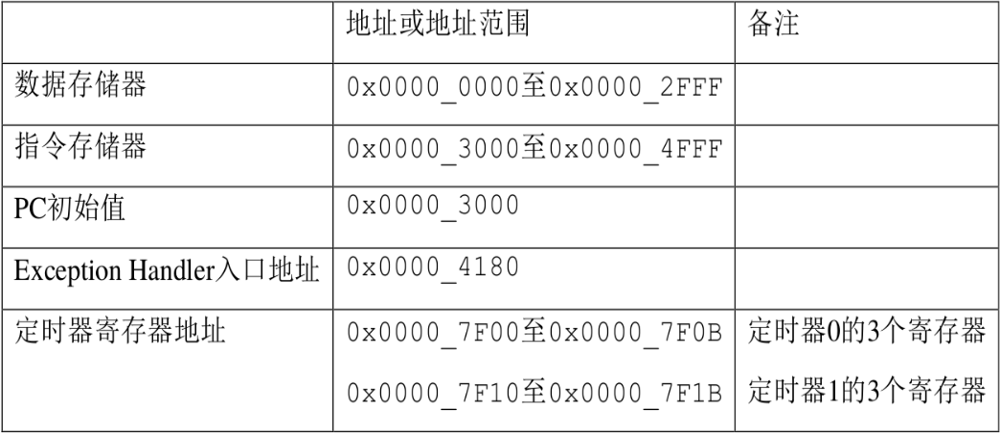 地址或地址范围 备注
数据存储器 0x0000_0000至0x0000_2FFF
指令存储器 0x0000_3000至0x0000_4FFF
PC初始值 0x0000_3000
Exception Handler入口地址 0x0000_4180
定时器寄存器地址 0x0000_7F00至0x0000_7F0B 定时器0的3个寄存器
0x0000_7F10至0x0000_7F1B 定时器1的3个寄存器